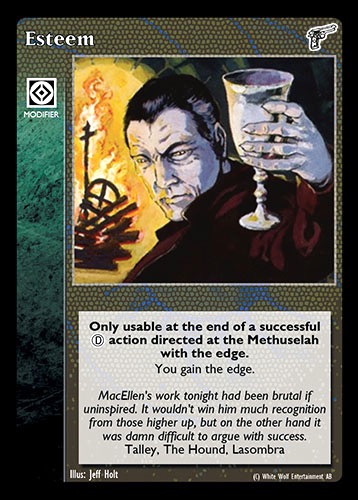 Esteem
MODIFIER
Only usable at the end of a successful
Ⓓ action directed at the Methuselah
with the edge.
You gain the edge.
MacEllen's work tonight had been brutal if
uninspired. It wouldn't win him much recognition
from those higher up, but on the other hand it
was damn difficult to argue with success.
Talley, The Hound, Lasombra
Illus: Jeff Holt
(C) White Wolf Entertainment AB